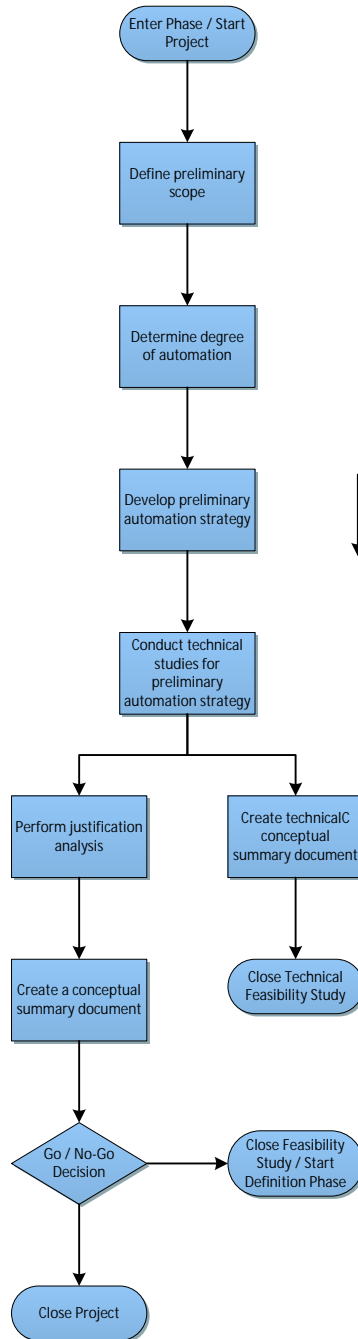 Enter Phase / Start
Project
Define preliminary
scope
Determine degree
of automation
Develop preliminary
automation strategy
Conduct technical
studies for
preliminary
automation strategy
Perform justification
analysis
Create technicalC
conceptual
summary document
Create a conceptual
summary document
Close Technical
Feasibility Study
Go / No-Go
Decision
Close Feasibility
Study / Start
Definition Phase
Close Project